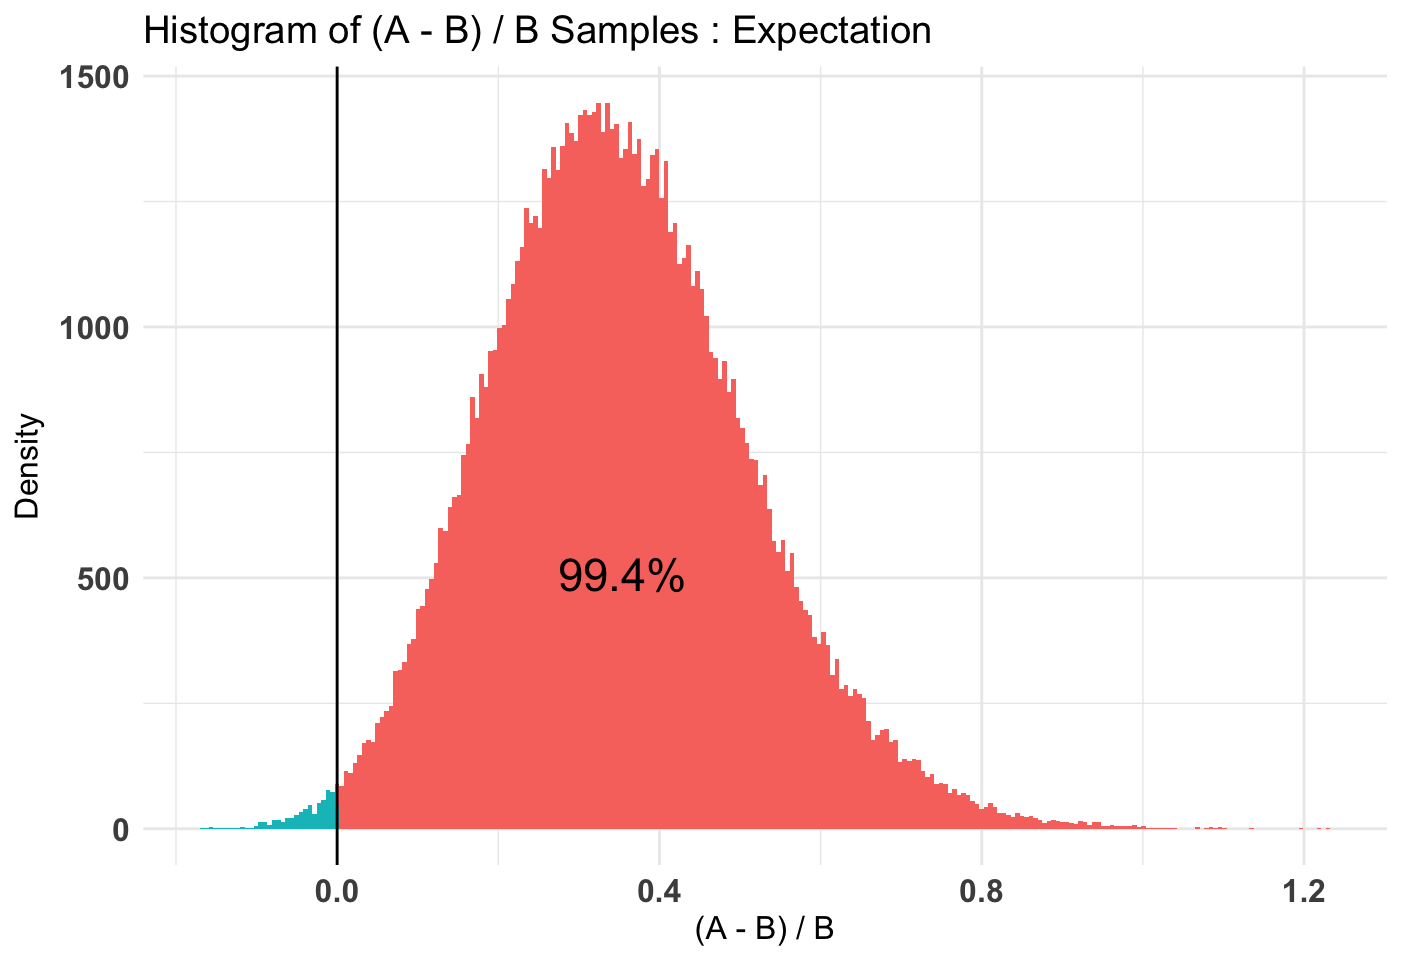 Histogram of (A - B) / B Samples : Expectation
1500
1000
500
0
Density
99.4%
0.0 0.4 0.8 1.2
(A - B) / B